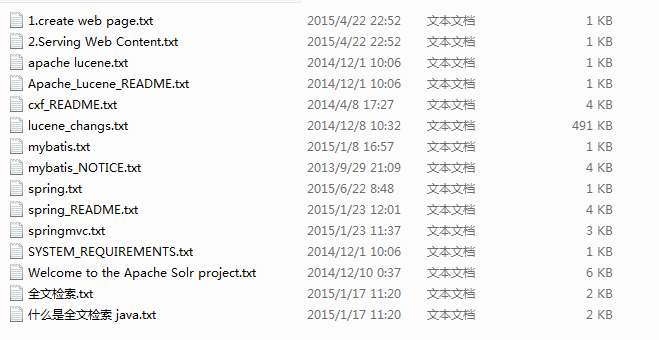 1.create web page.txt 2015/4/22 22:52 文本文档 1 KB
2.Serving Web Content.txt 2015/4/22 22:52 文本文档 1 KB
apache lucene.txt 2014/12/1 10:06 文本文档 1 KB
Apache_Lucene_README.txt 2014/12/1 10:06 文本文档 1 KB
cxf_README.txt 2014/4/8 17:27 文本文档 4 KB
lucene_changs.txt 2014/12/8 10:32 文本文档 491 KB
mybatis.txt 2015/1/8 16:57 文本文档 1 KB
mybatis_NOTICE.txt 2013/9/29 21:09 文本文档 4 KB
spring.txt 2015/6/22 8:48 文本文档 1 KB
spring_README.txt 2015/1/23 12:01 文本文档 4 KB
springmvc.txt 2015/1/23 11:37 文本文档 3 KB
SYSTEM_REQUIREMENTS.txt 2014/12/1 10:06 文本文档 1 KB
Welcome to the Apache Solr project.txt 2014/12/10 0:37 文本文档 6 KB
全文检索.txt 2015/1/17 11:20 文本文档 2 KB
什么是全文检索 java.txt 2015/1/17 11:20 文本文档 2 KB